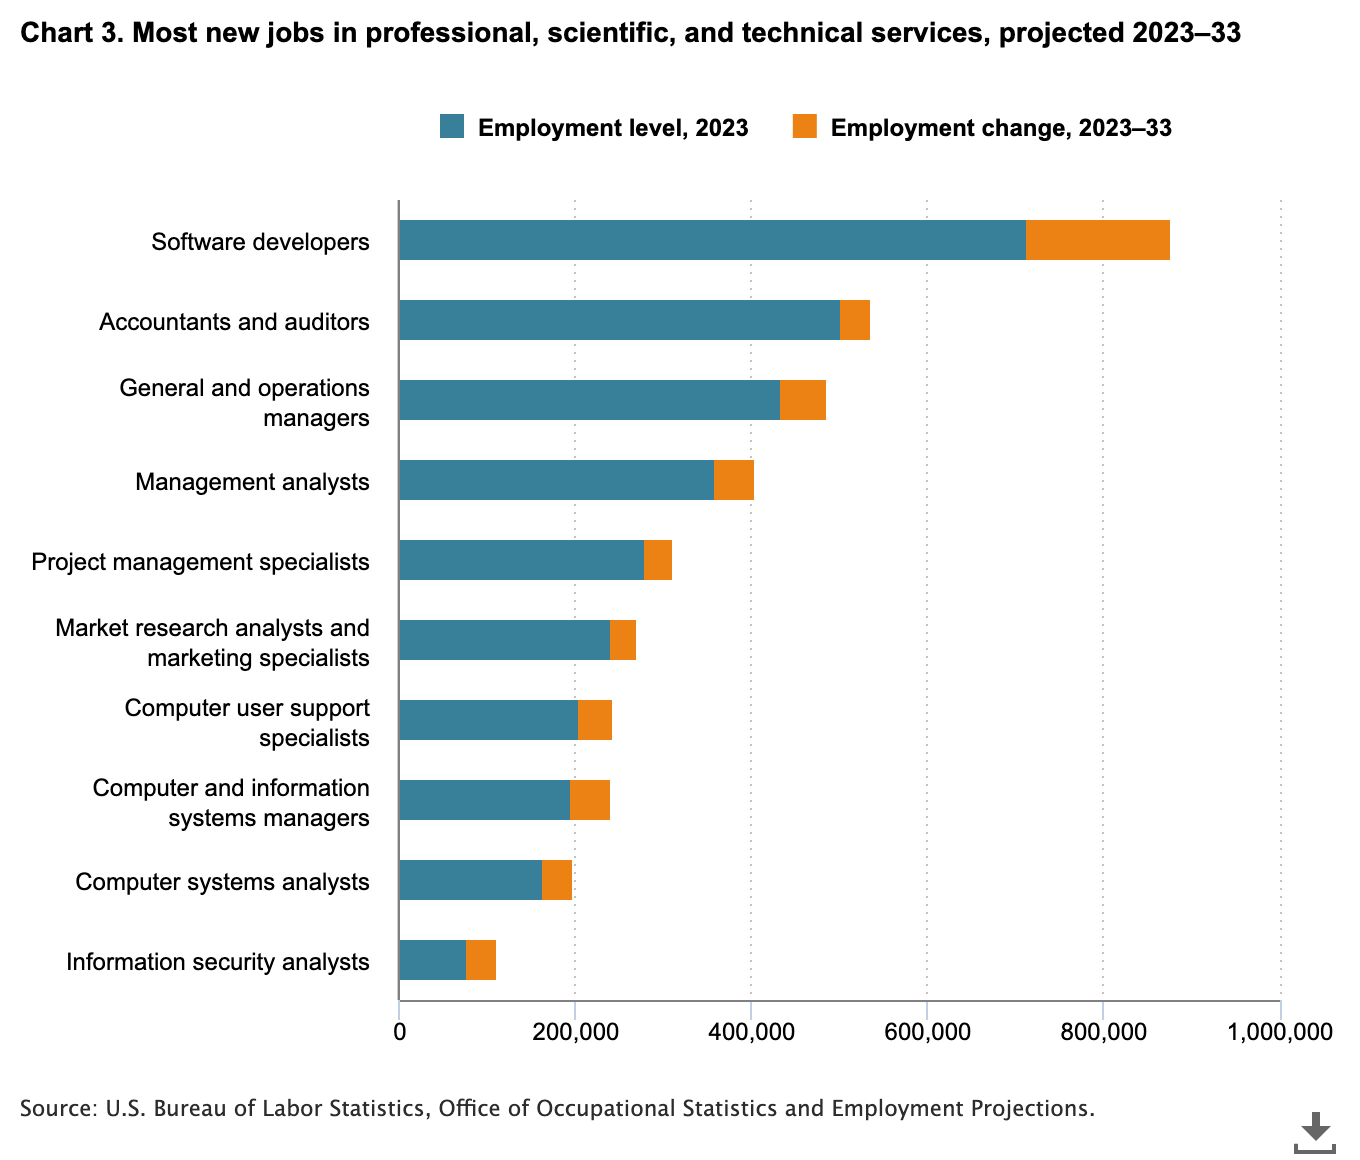 Chart 3. Most new jobs in professional, scientific, and technical services, projected 2023–33
Employment level, 2023
Employment change, 2023–33
Software developers
Accountants and auditors
General and operations
managers
Management analysts
Project management specialists
Market research analysts and
marketing specialists
Computer user support
specialists
Computer and information
systems managers
Computer systems analysts
Information security analysts
0 200,000 400,000 600,000 800,000 1,000,000
Source: U.S. Bureau of Labor Statistics, Office of Occupational Statistics and Employment Projections.